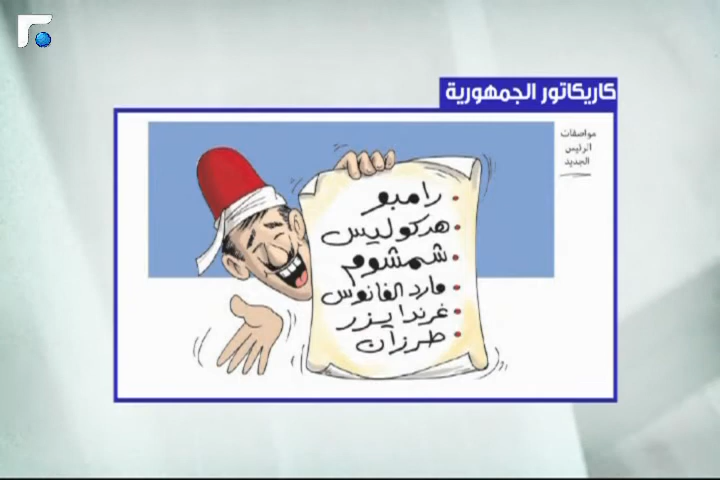 كاريكاتور الجمهورية
مواصفات
الرئيس
الجديد
رامبو
هركوليس
شمشوم
مارد الفانوس
غرندايزر
طرزان